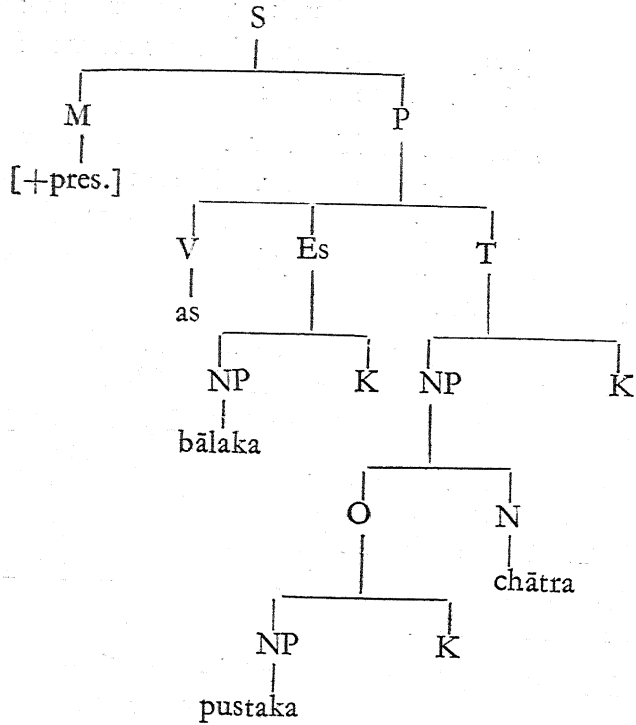 S
M P
[+pres.]
V Es T
as
NP K NP K
bālaka
O N
chātra
NP K
pustaka